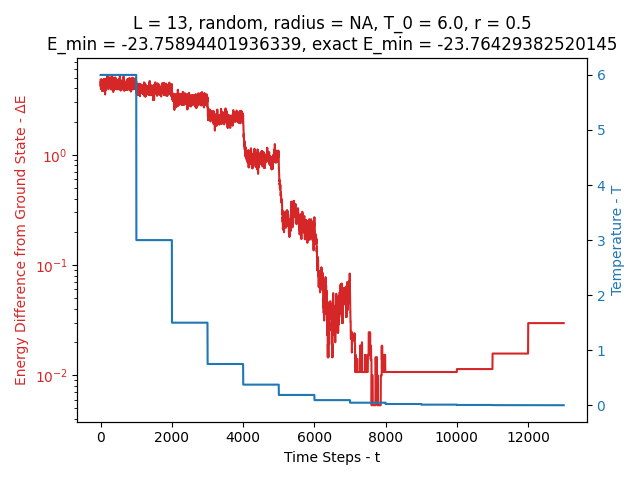 L = 13, random, radius = NA, T_0 = 6.0, r = 0.5
E_min = -23.75894401936339, exact E_min = -23.76429382520145
Energy Difference from Ground State - ΔE
10⁰
10⁻¹
10⁻²
6
5
4
3
2
1
0
Temperature - T
0 2000 4000 6000 8000 10000 12000
Time Steps - t